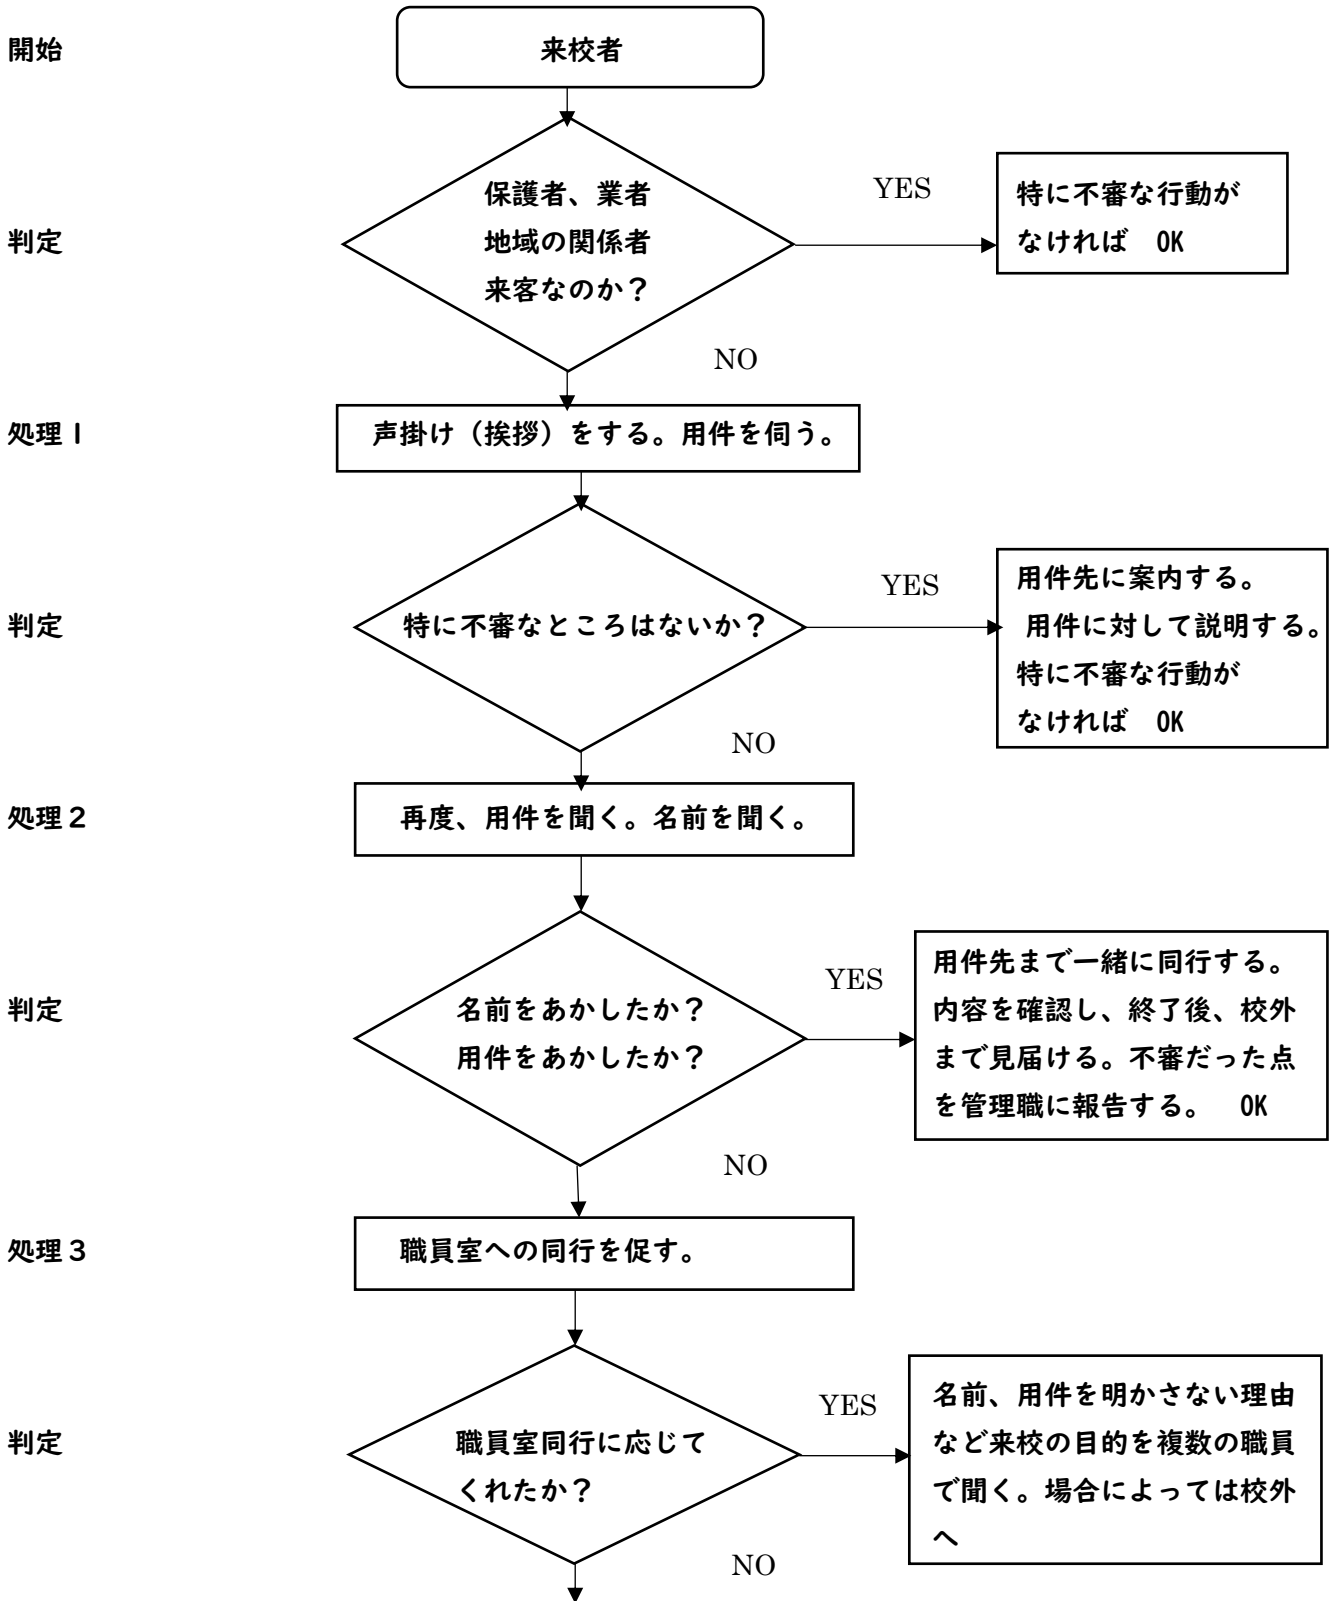 開始
来校者
判定
保護者、業者
地域の関係者
来客なのか？
YES
特に不審な行動が
なければ　OK
NO
処理１
声掛け（挨拶）をする。用件を伺う。
判定
特に不審なところはないか？
YES
用件先に案内する。
用件に対して説明する。
特に不審な行動が
なければ　OK
NO
処理２
再度、用件を聞く。名前を聞く。
判定
名前をあかしたか？
用件をあかしたか？
YES
用件先まで一緒に同行する。
内容を確認し、終了後、校外
まで見届ける。不審だった点
を管理職に報告する。　OK
NO
処理３
職員室への同行を促す。
判定
職員室同行に応じて
くれたか？
YES
名前、用件を明かさない理由
など来校の目的を複数の職員
で聞く。場合によっては校外
へ
NO